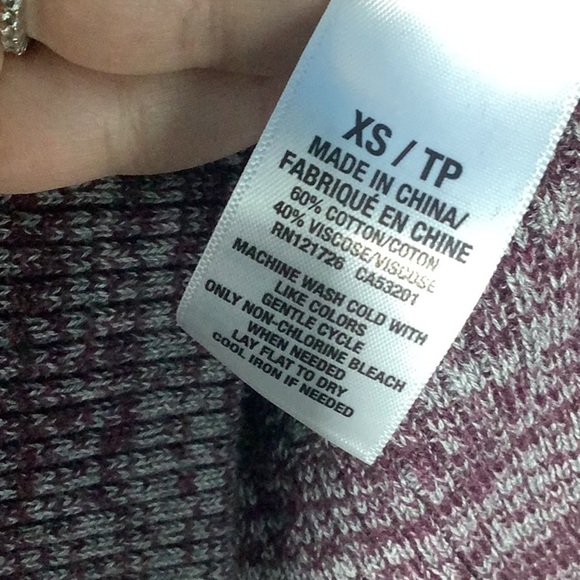 XS / TP
MADE IN CHINA/
FABRIQUÉ EN CHINE
60% COTTON/COTON
40% VISCOSE/VISCOSE
RN121726 CA53201
MACHINE WASH COLD WITH
LIKE COLORS
GENTLE CYCLE
ONLY NON-CHLORINE BLEACH
WHEN NEEDED
LAY FLAT TO DRY
COOL IRON IF NEEDED